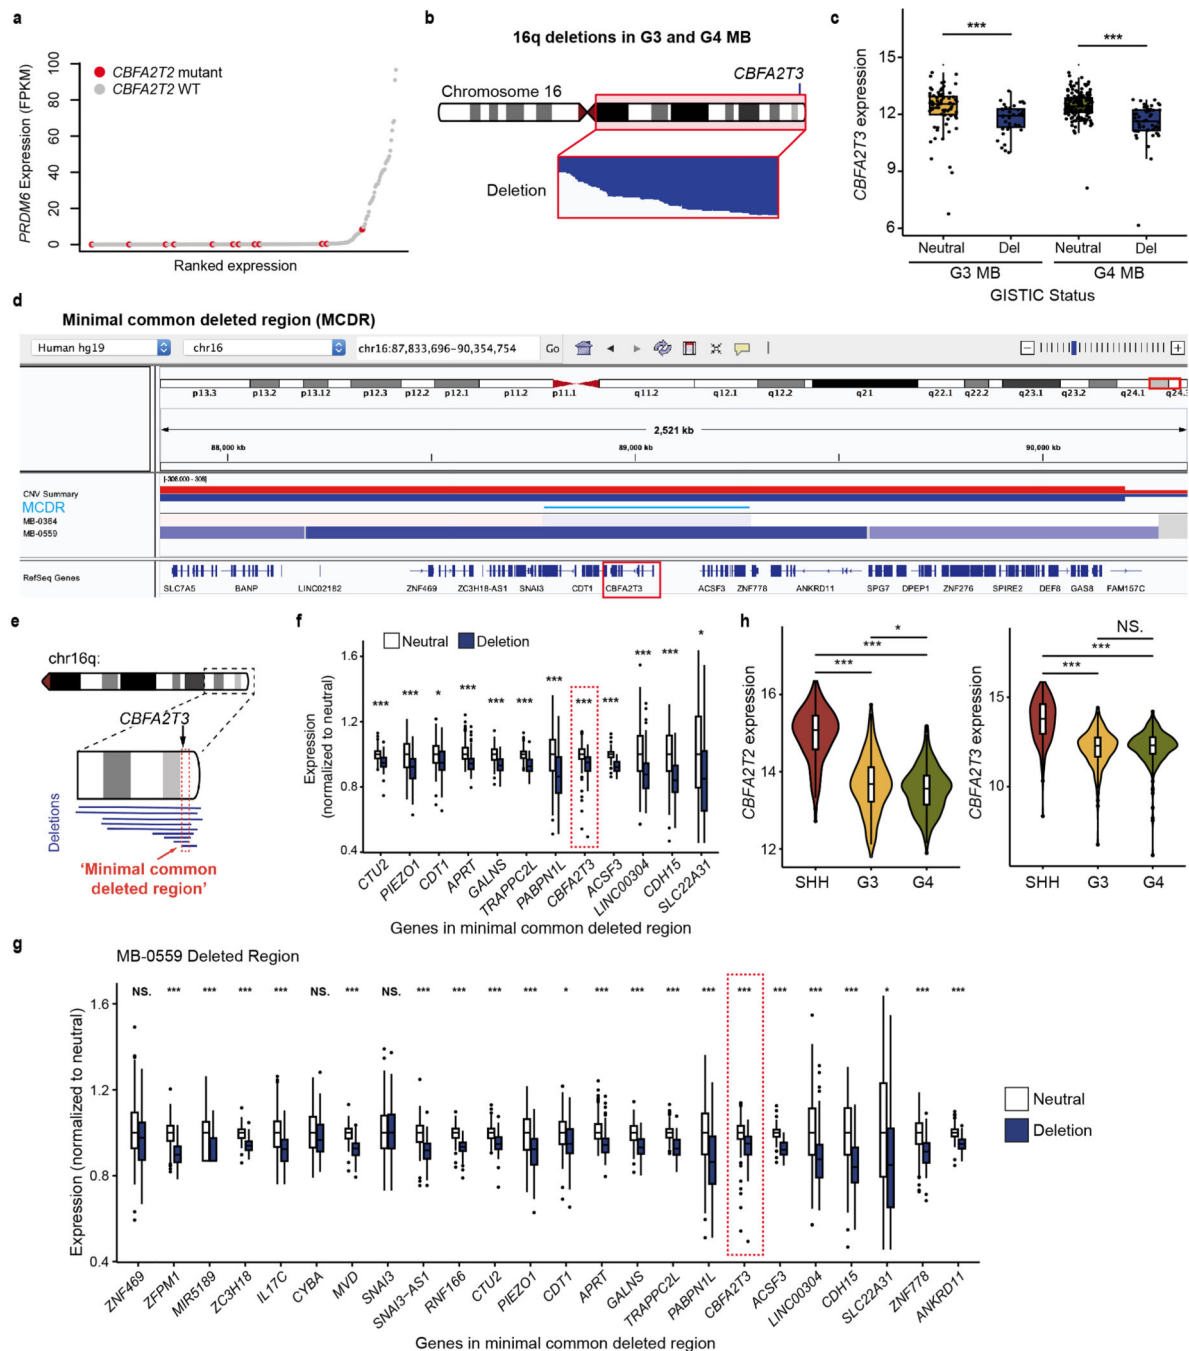 a
PRDM6 Expression (FPKM)
100
80
60
40
20
0
CBFA2T2 mutant
CBFA2T2 WT
Ranked expression
b
16q deletions in G3 and G4 MB
CBFA2T3
Chromosome 16
Deletion
c
CBFA2T3 expression
15
12
9
6
***
***
Neutral Del Neutral Del
G3 MB G4 MB
GISTIC Status
d
Minimal common deleted region (MCDR)
Human hg19 chr16 chr16:87,833,696-90,354,754 Go
p13.3 p13.2 p13.12 p12.3 p12.2 p12.1 p11.2 p11.1 q11.2 q12.1 q12.2 q21 q22.1 q22.3 q23.1 q23.2 q24.1 q24.3
2,521 kb
88,000 kb 89,000 kb 90,000 kb
CNV Summary
MCDR
MB-0364
MB-0559
RefSeq Genes
SLC7A5 BANP LINC02182 ZNF469 ZC3H18-AS1 SNAI3 CDT1 CBFA2T3 ACSF3 ZNF778 ANKRD11 SPG7 DPEP1 ZNF276 SPIRE2 DEF8 GAS8 FAM157C
e
chr16q:
CBFA2T3
Deletions
'Minimal common
deleted region'
f
Neutral Deletion
Expression
(normalized to neutral)
1.6
1.2
0.8
0.4
*** *** * *** *** *** *** *** *** *** *** *
CTU2 PIEZO1 CDT1 APRT GALNS TRAPPC2L PABPN1L CBFA2T3 ACSF3 LINC00304 CDH15 SLC22A31
Genes in minimal common deleted region
h
CBFA2T2 expression
16
14
12
*
***
***
SHH G3 G4
CBFA2T3 expression
15
10
NS.
***
***
SHH G3 G4
g
MB-0559 Deleted Region
Expression (normalized to neutral)
1.6
1.2
0.8
0.4
NS. *** *** *** *** NS. *** NS. *** *** *** *** * *** *** *** *** *** *** *** *** * *** ***
Neutral
Deletion
ZNF469 ZFPM1 MIR5189 ZC3H18 IL17C CYBA MVD SNAI3 SNAI3-AS1 RNF166 CTU2 PIEZO1 CDT1 APRT GALNS TRAPPC2L PABPN1L CBFA2T3 ACSF3 LINC00304 CDH15 SLC22A31 ZNF778 ANKRD11
Genes in minimal common deleted region